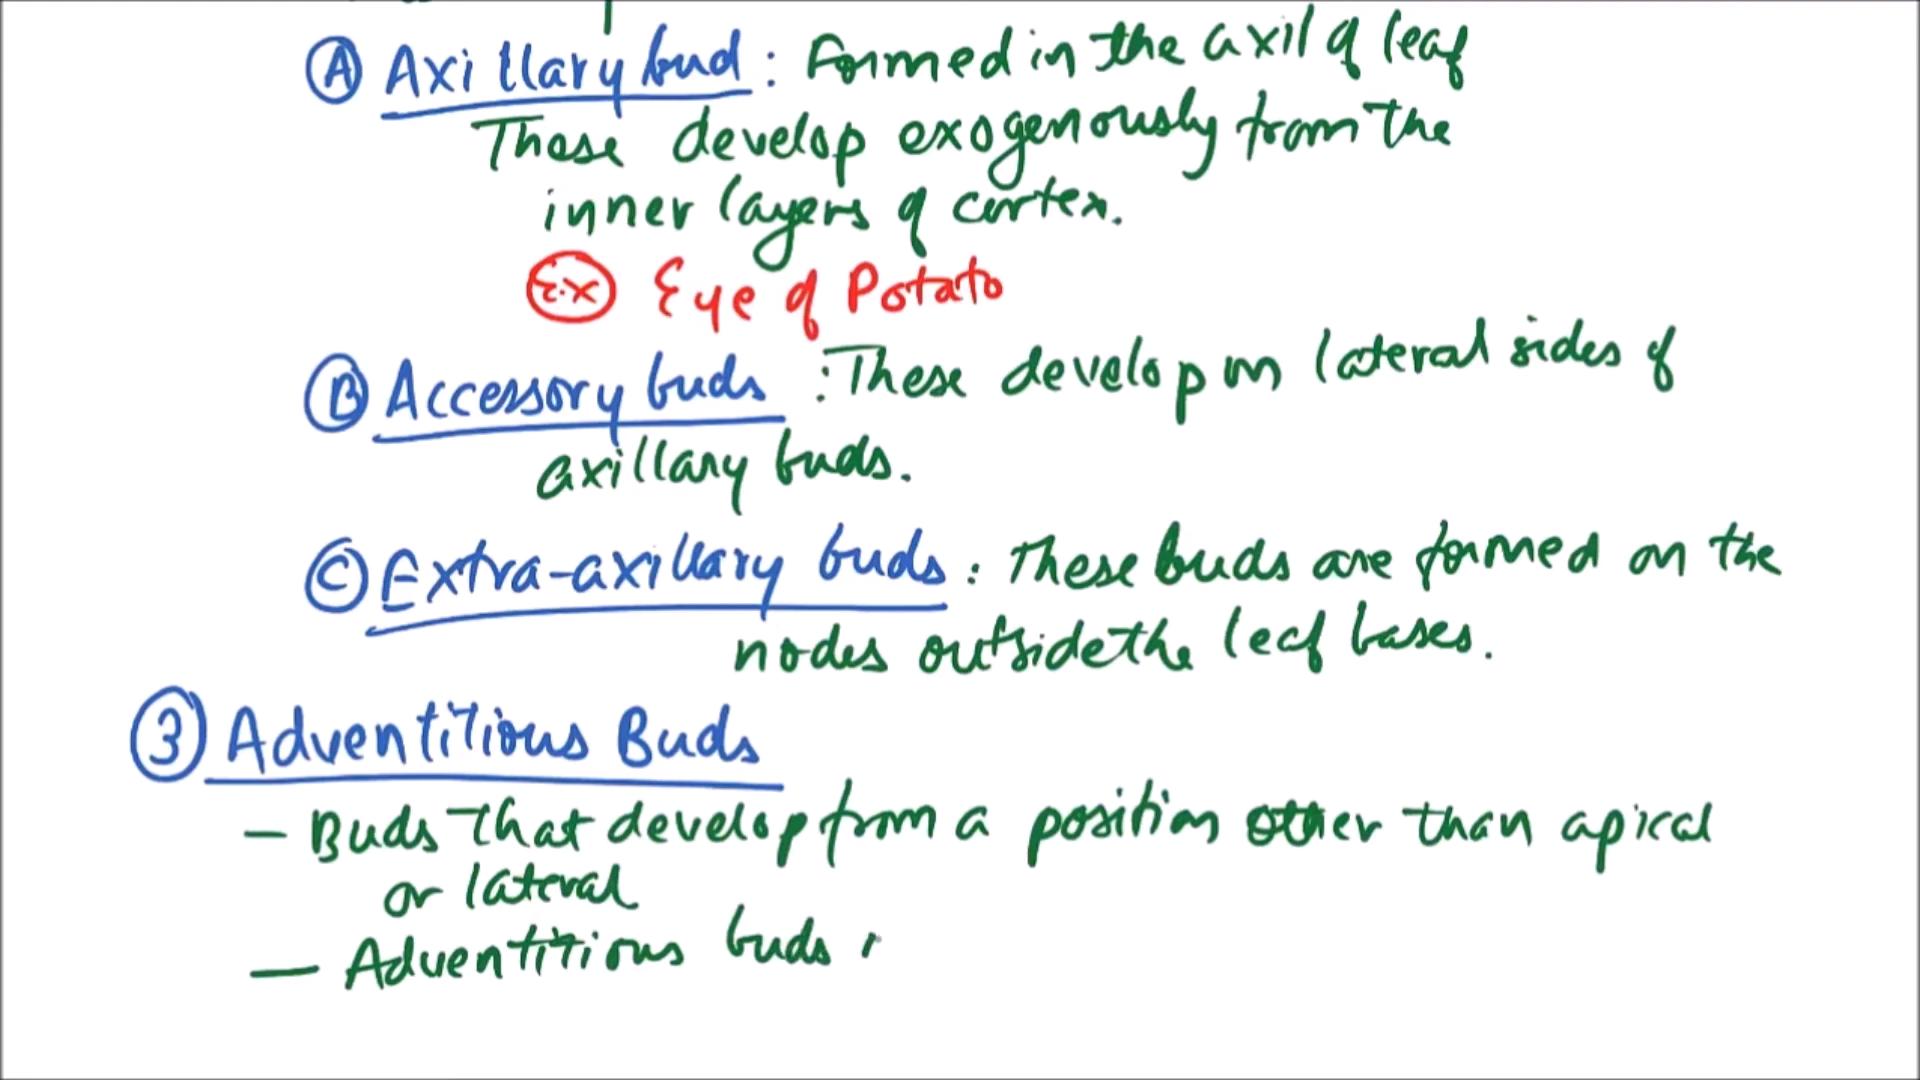 Ⓐ Axillary bud : Formed in the axil of leaf
These develop exogenously from the
inner layers of cortex.
Ex Eye of Potato
Ⓑ Accessory buds : These develop on lateral sides of
axillary buds.
Ⓒ Extra-axillary buds : These buds are formed on the
nodes outside the leaf bases.
③ Adventitious Buds
— Buds that develop from a position other than apical
or lateral
— Adventitious buds